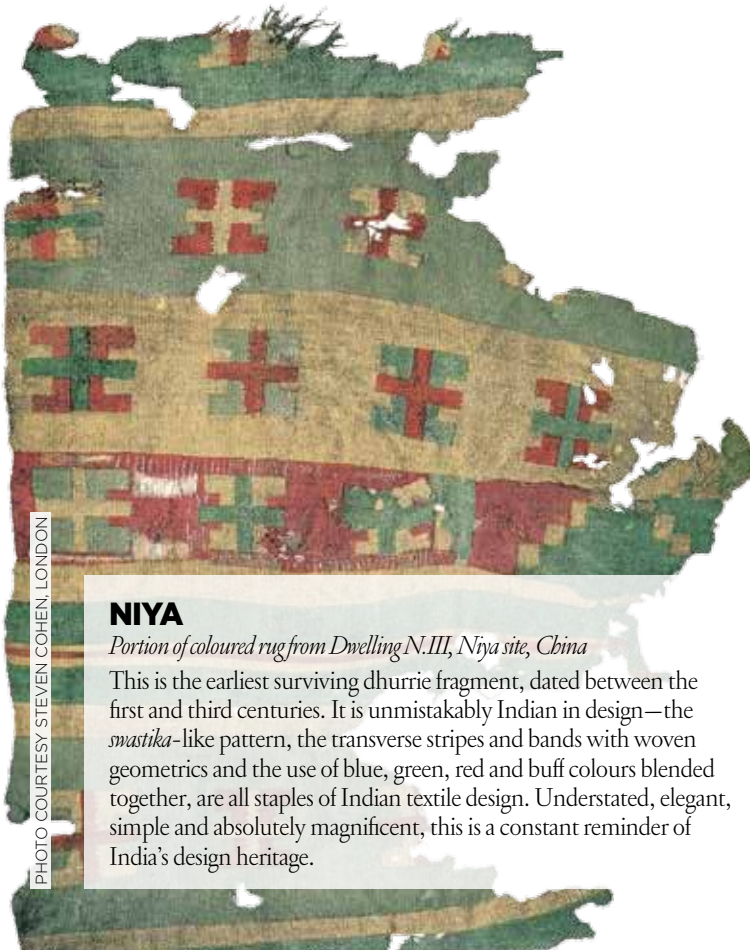 NIYA
Portion of coloured rug from Dwelling N.III, Niya site, China
This is the earliest surviving dhurrie fragment, dated between the
first and third centuries. It is unmistakably Indian in design—the
swastika-like pattern, the transverse stripes and bands with woven
geometrics and the use of blue, green, red and buff colours blended
together, are all staples of Indian textile design. Understated, elegant,
simple and absolutely magnificent, this is a constant reminder of
India's design heritage.
PHOTO COURTESY STEVEN COHEN, LONDON